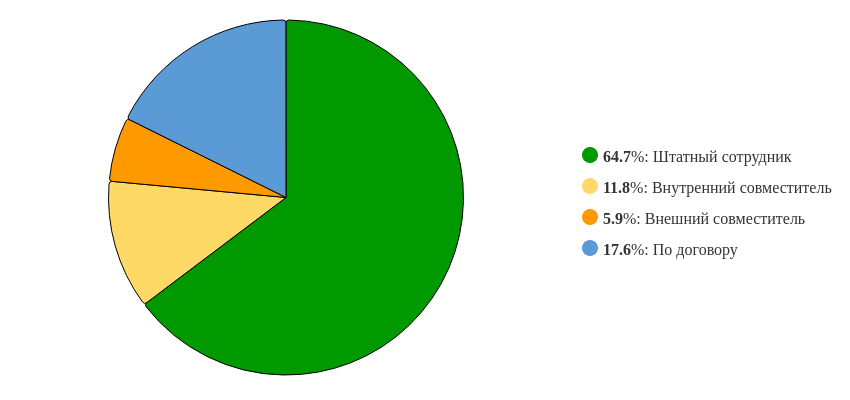 64.7%: Штатный сотрудник
11.8%: Внутренний совместитель
5.9%: Внешний совместитель
17.6%: По договору